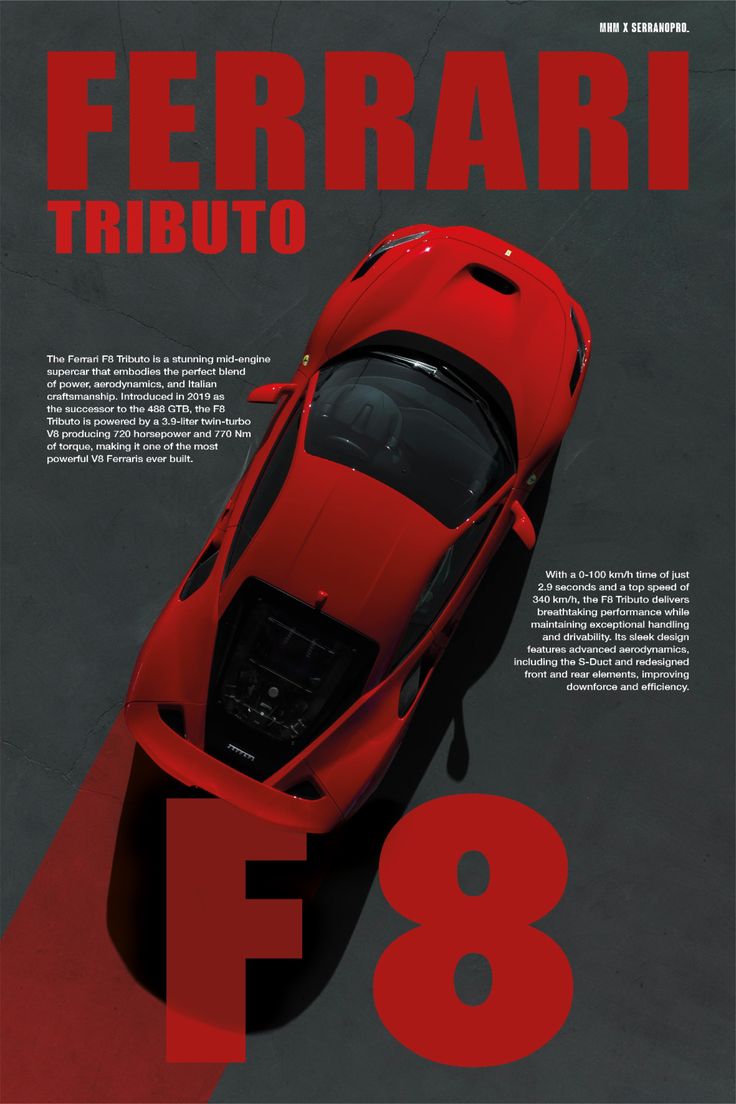 MHM X SERRANOPRO_
FERRARI
TRIBUTO
The Ferrari F8 Tributo is a stunning mid-engine
supercar that embodies the perfect blend
of power, aerodynamics, and Italian
craftsmanship. Introduced in 2019 as
the successor to the 488 GTB, the F8
Tributo is powered by a 3.9-liter twin-turbo
V8 producing 720 horsepower and 770 Nm
of torque, making it one of the most
powerful V8 Ferraris ever built.
With a 0-100 km/h time of just
2.9 seconds and a top speed of
340 km/h, the F8 Tributo delivers
breathtaking performance while
maintaining exceptional handling
and drivability. Its sleek design
features advanced aerodynamics,
including the S-Duct and redesigned
front and rear elements, improving
downforce and efficiency.
FERRARI
F8